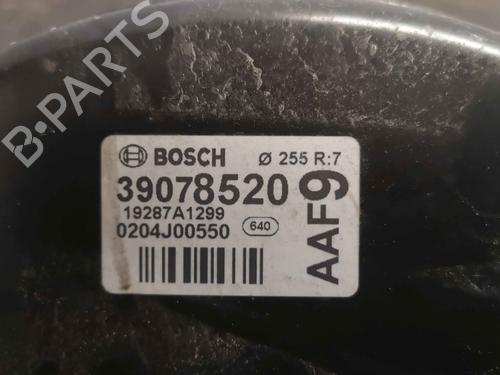 BOSCH Ø 255 R:7
39078520
19287A1299
0204J00550 640
AAF9
B-PARTS